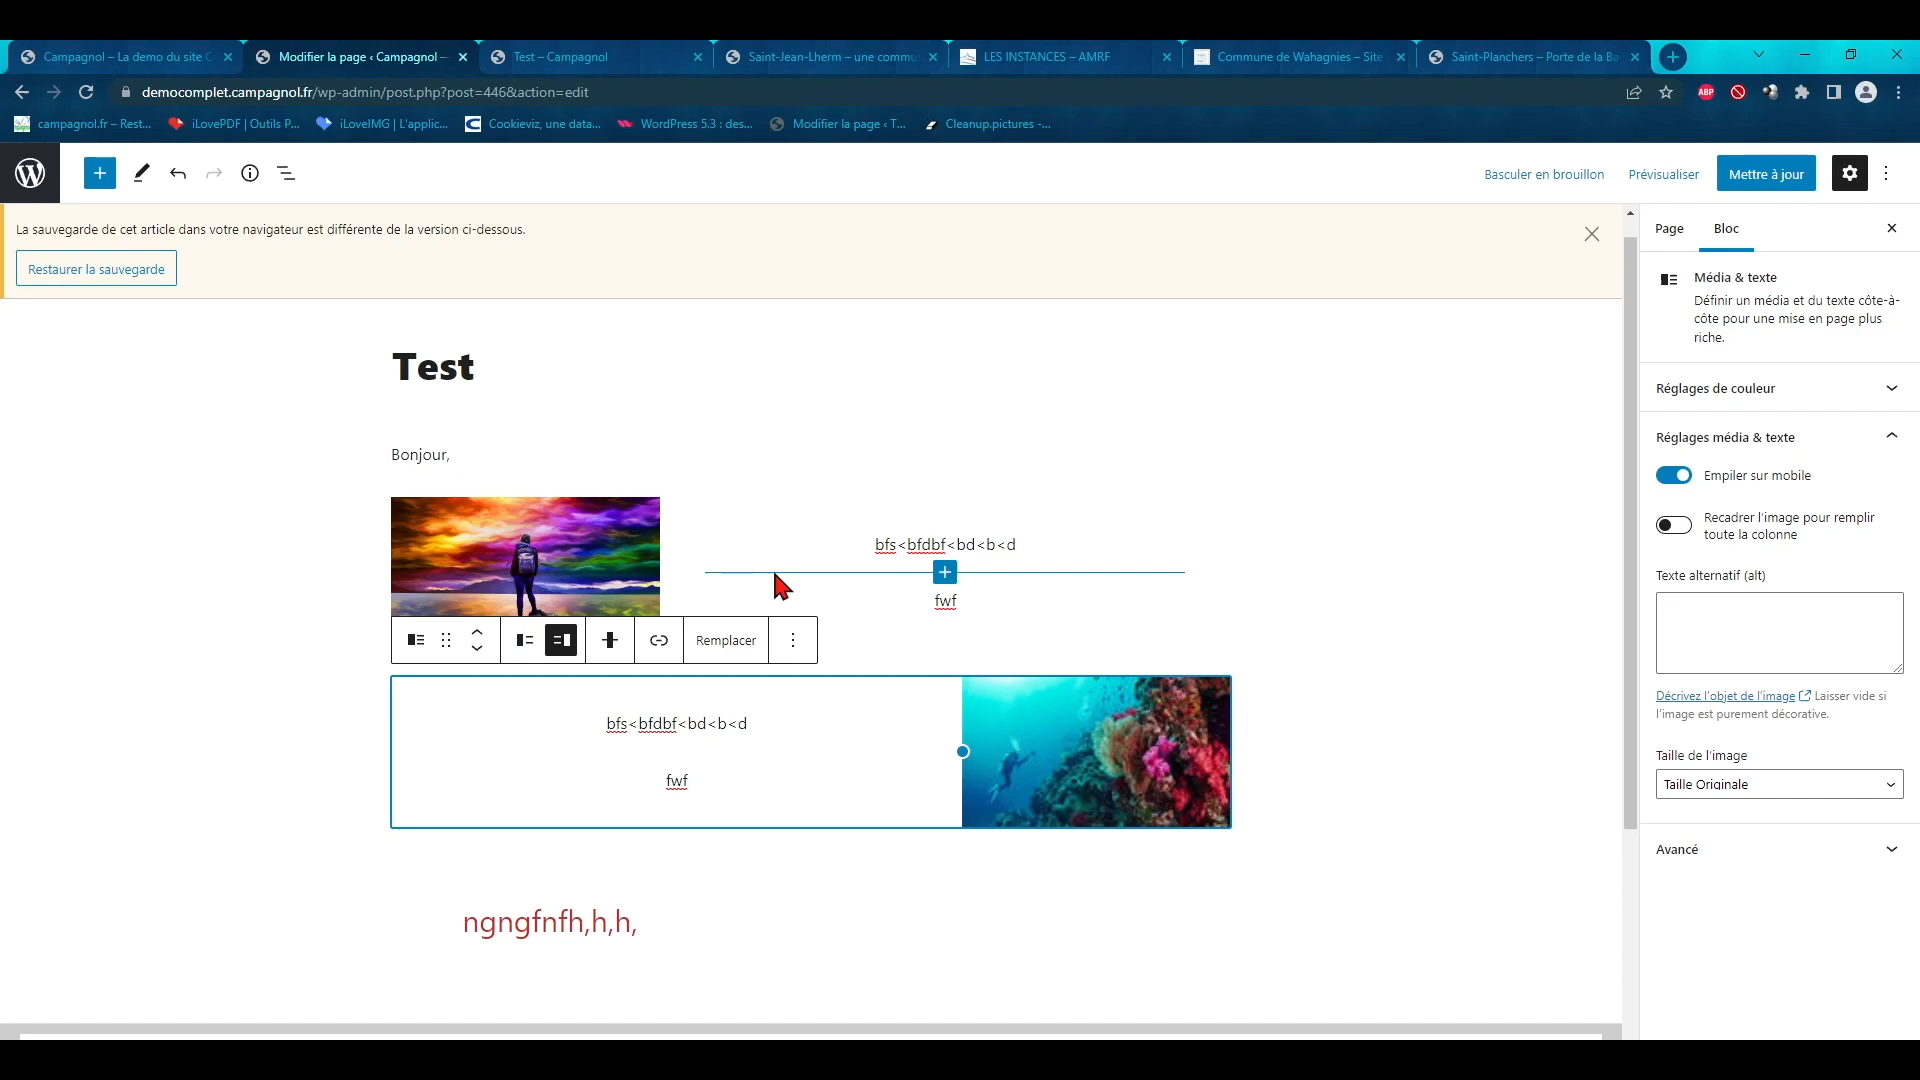 Campagnol – La demo du site C
Modifier la page ‹ Campagnol —
Test – Campagnol
Saint-Jean-Lherm – une commu
LES INSTANCES – AMRF
Commune de Wahagnies – Site
Saint-Planchers – Porte de la Ba
democomplet.campagnol.fr/wp-admin/post.php?post=446&action=edit
ABP
campagnol.fr – Rest...
iLovePDF | Outils P...
iLoveIMG | L'applic...
Cookieviz, une data...
WordPress 5.3 : des...
Modifier la page ‹ T...
Cleanup.pictures -...
Basculer en brouillon
Prévisualiser
Mettre à jour
La sauvegarde de cet article dans votre navigateur est différente de la version ci-dessous.
Restaurer la sauvegarde
Page
Bloc
Média & texte
Définir un média et du texte côte-à-
côte pour une mise en page plus
riche.
Réglages de couleur
Réglages média & texte
Empiler sur mobile
Recadrer l'image pour remplir
toute la colonne
Texte alternatif (alt)
Décrivez l'objet de l'image Laisser vide si
l'image est purement décorative.
Taille de l'image
Taille Originale
Avancé
Test
Bonjour,
bfs<bfdbf<bd<b<d
fwf
Remplacer
bfs<bfdbf<bd<b<d
fwf
ngngfnfh,h,h,